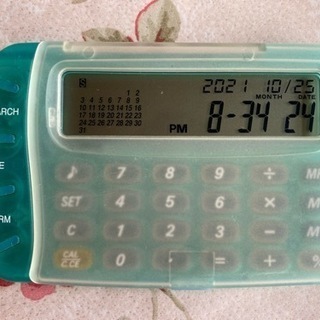 S 2021 10/25
MONTH DATE
1 2
3 4 5 6 7 8 9
10 11 12 13 14 15 16
17 18 19 20 21 22 23
24 25 26 27 28 29 30
31
PM 8-34 24
♪ 7 8 9 ÷
SET 4 5 6 ×
C 1 2 3 -
CAL C.CE 0 . = + %